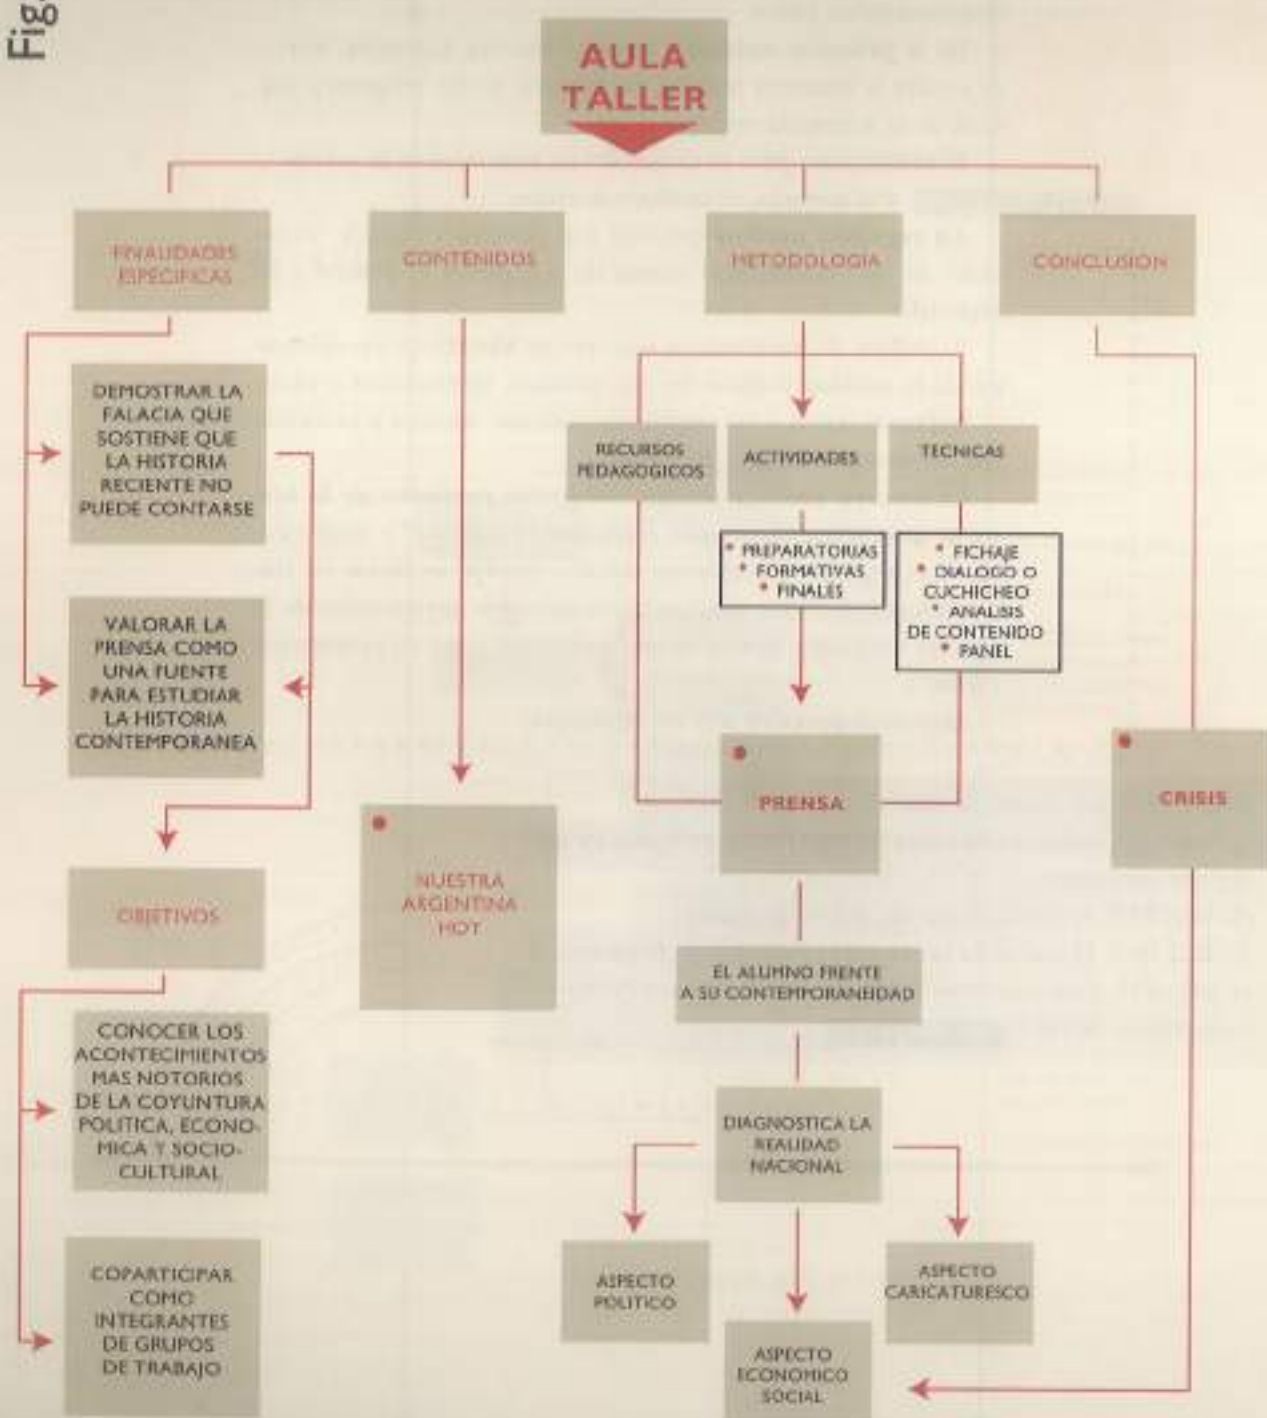 Fig.
AULA
TALLER
FINALIDADES
ESPECIFICAS
CONTENIDOS
METODOLOGIA
CONCLUSION
DEMOSTRAR LA
FALACIA QUE
SOSTIENE QUE
LA HISTORIA
RECIENTE NO
PUEDE CONTARSE
VALORAR LA
PRENSA COMO
UNA FUENTE
PARA ESTUDIAR
LA HISTORIA
CONTEMPORANEA
OBJETIVOS
CONOCER LOS
ACONTECIMIENTOS
MAS NOTORIOS
DE LA COYUNTURA
POLITICA, ECONO-
MICA Y SOCIO-
CULTURAL
COPARTICIPAR
COMO
INTEGRANTES
DE GRUPOS
DE TRABAJO
NUESTRA
ARGENTINA
HOY
RECURSOS
PEDAGOGICOS
ACTIVIDADES
TECNICAS
* PREPARATORIAS
* FORMATIVAS
* FINALES
* FICHAJE
* DIALOGO O
CUCHICHEO
* ANALISIS
DE CONTENIDO
* PANEL
PRENSA
EL ALUMNO FRENTE
A SU CONTEMPORANEIDAD
DIAGNOSTICA LA
REALIDAD
NACIONAL
ASPECTO
POLITICO
ASPECTO
ECONOMICO
SOCIAL
ASPECTO
CARICATURESCO
CRISIS